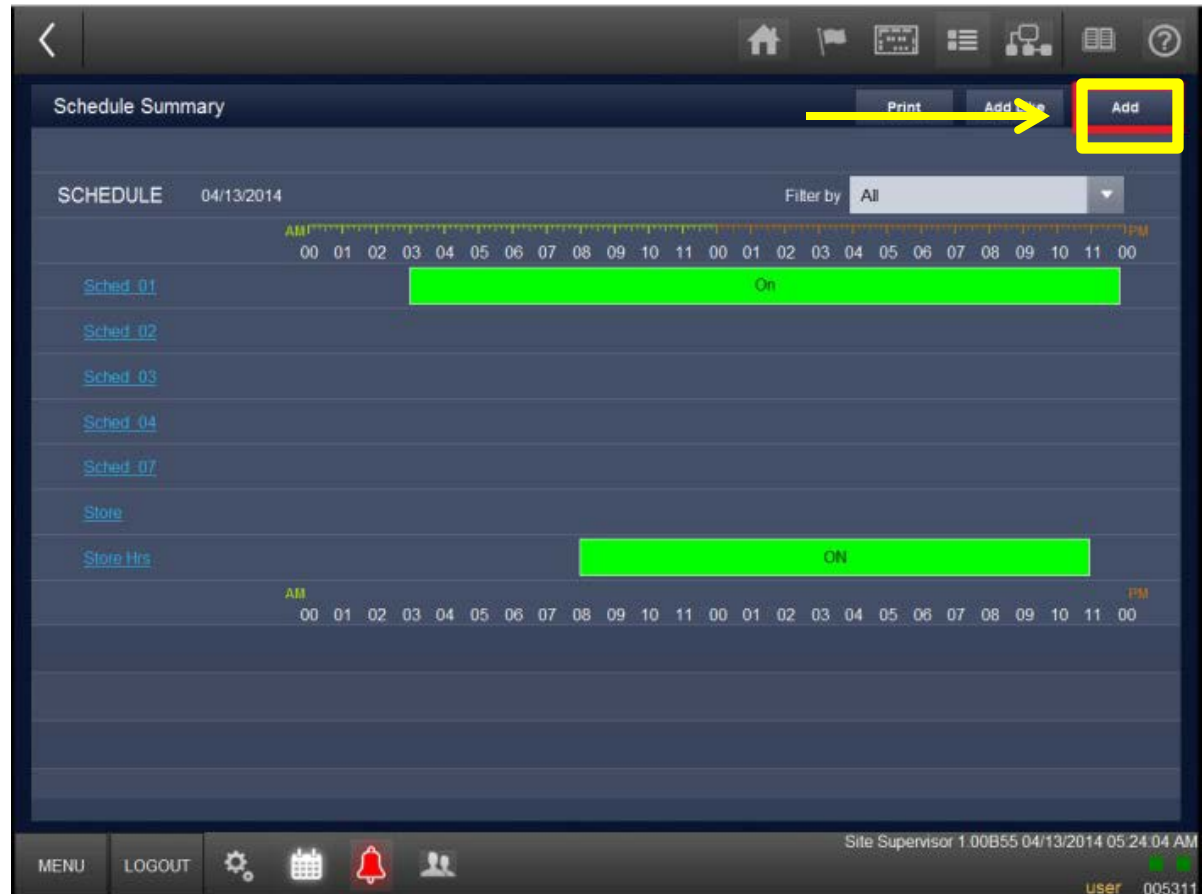 Schedule Summary
Print
Add
Add
SCHEDULE 04/13/2014 Filter by All
AM PM
00 01 02 03 04 05 06 07 08 09 10 11 00 01 02 03 04 05 06 07 08 09 10 11 00
Sched_01 On
Sched_02
Sched_03
Sched_04
Sched_07
Store
Store Hrs ON
AM PM
00 01 02 03 04 05 06 07 08 09 10 11 00 01 02 03 04 05 06 07 08 09 10 11 00
Site Supervisor 1.00B55 04/13/2014 05:24:04 AM
MENU LOGOUT
user 005311